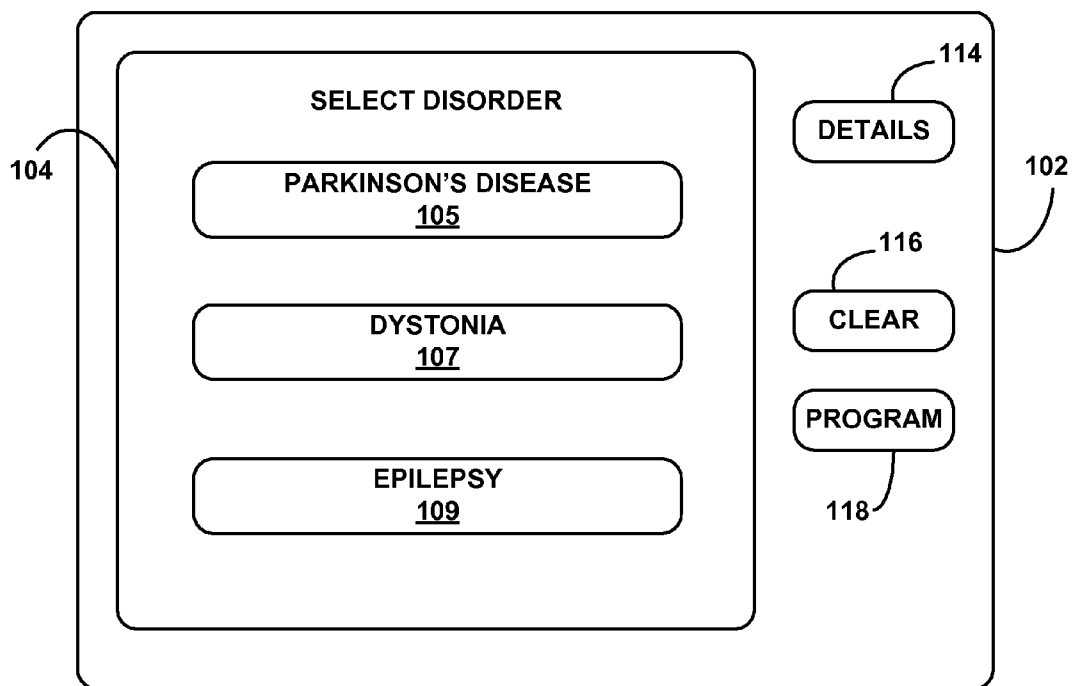 SELECT DISORDER
PARKINSON'S DISEASE
105
DYSTONIA
107
EPILEPSY
109
104
114
DETAILS
102
116
CLEAR
PROGRAM
118